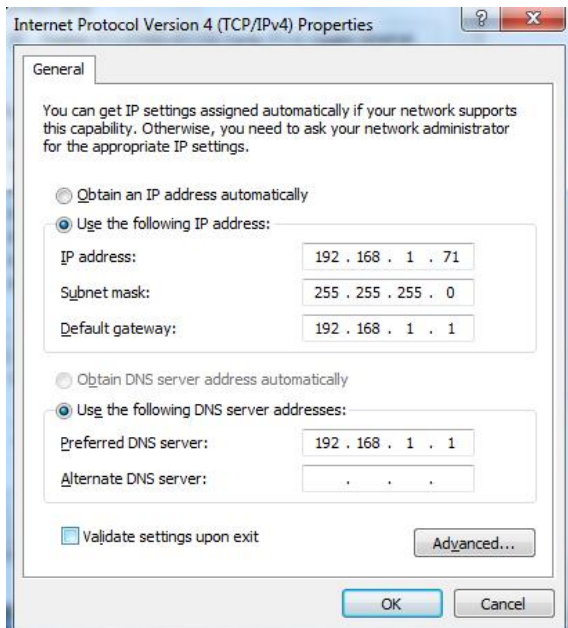 Internet Protocol Version 4 (TCP/IPv4) Properties
General
You can get IP settings assigned automatically if your network supports
this capability. Otherwise, you need to ask your network administrator
for the appropriate IP settings.
Obtain an IP address automatically
Use the following IP address:
IP address: 192 . 168 . 1 . 71
Subnet mask: 255 . 255 . 255 . 0
Default gateway: 192 . 168 . 1 . 1
Obtain DNS server address automatically
Use the following DNS server addresses:
Preferred DNS server: 192 . 168 . 1 . 1
Alternate DNS server: . . .
Validate settings upon exit
Advanced...
OK Cancel